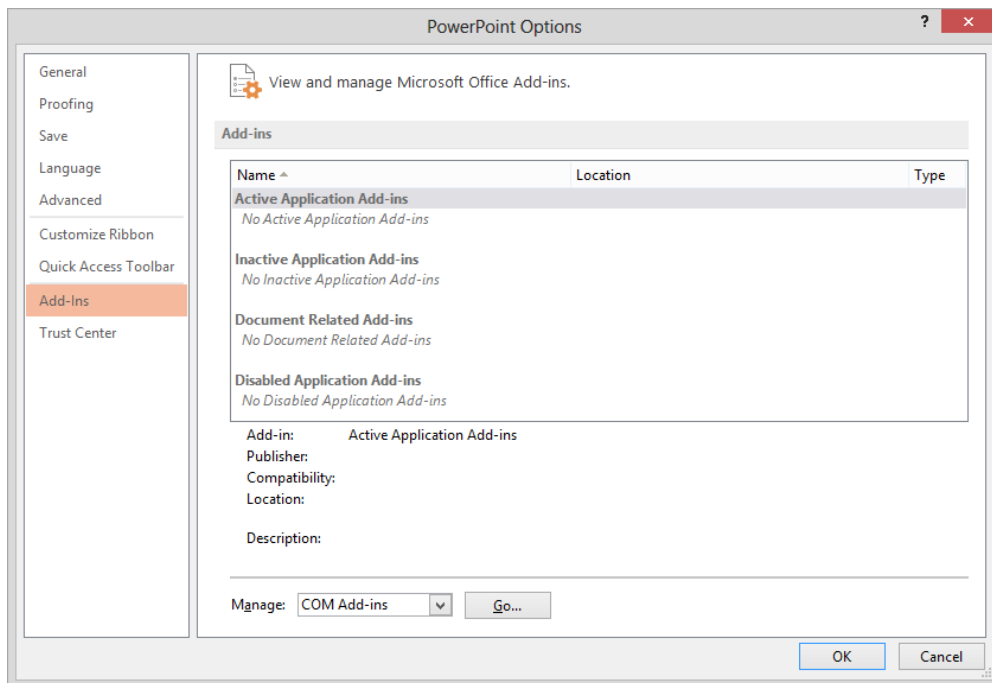 PowerPoint Options
?
General
Proofing
Save
Language
Advanced
Customize Ribbon
Quick Access Toolbar
Add-Ins
Trust Center
View and manage Microsoft Office Add-ins.
Add-ins
Name Location Type
Active Application Add-ins
No Active Application Add-ins
Inactive Application Add-ins
No Inactive Application Add-ins
Document Related Add-ins
No Document Related Add-ins
Disabled Application Add-ins
No Disabled Application Add-ins
Add-in: Active Application Add-ins
Publisher:
Compatibility:
Location:
Description:
Manage: COM Add-ins Go...
OK Cancel